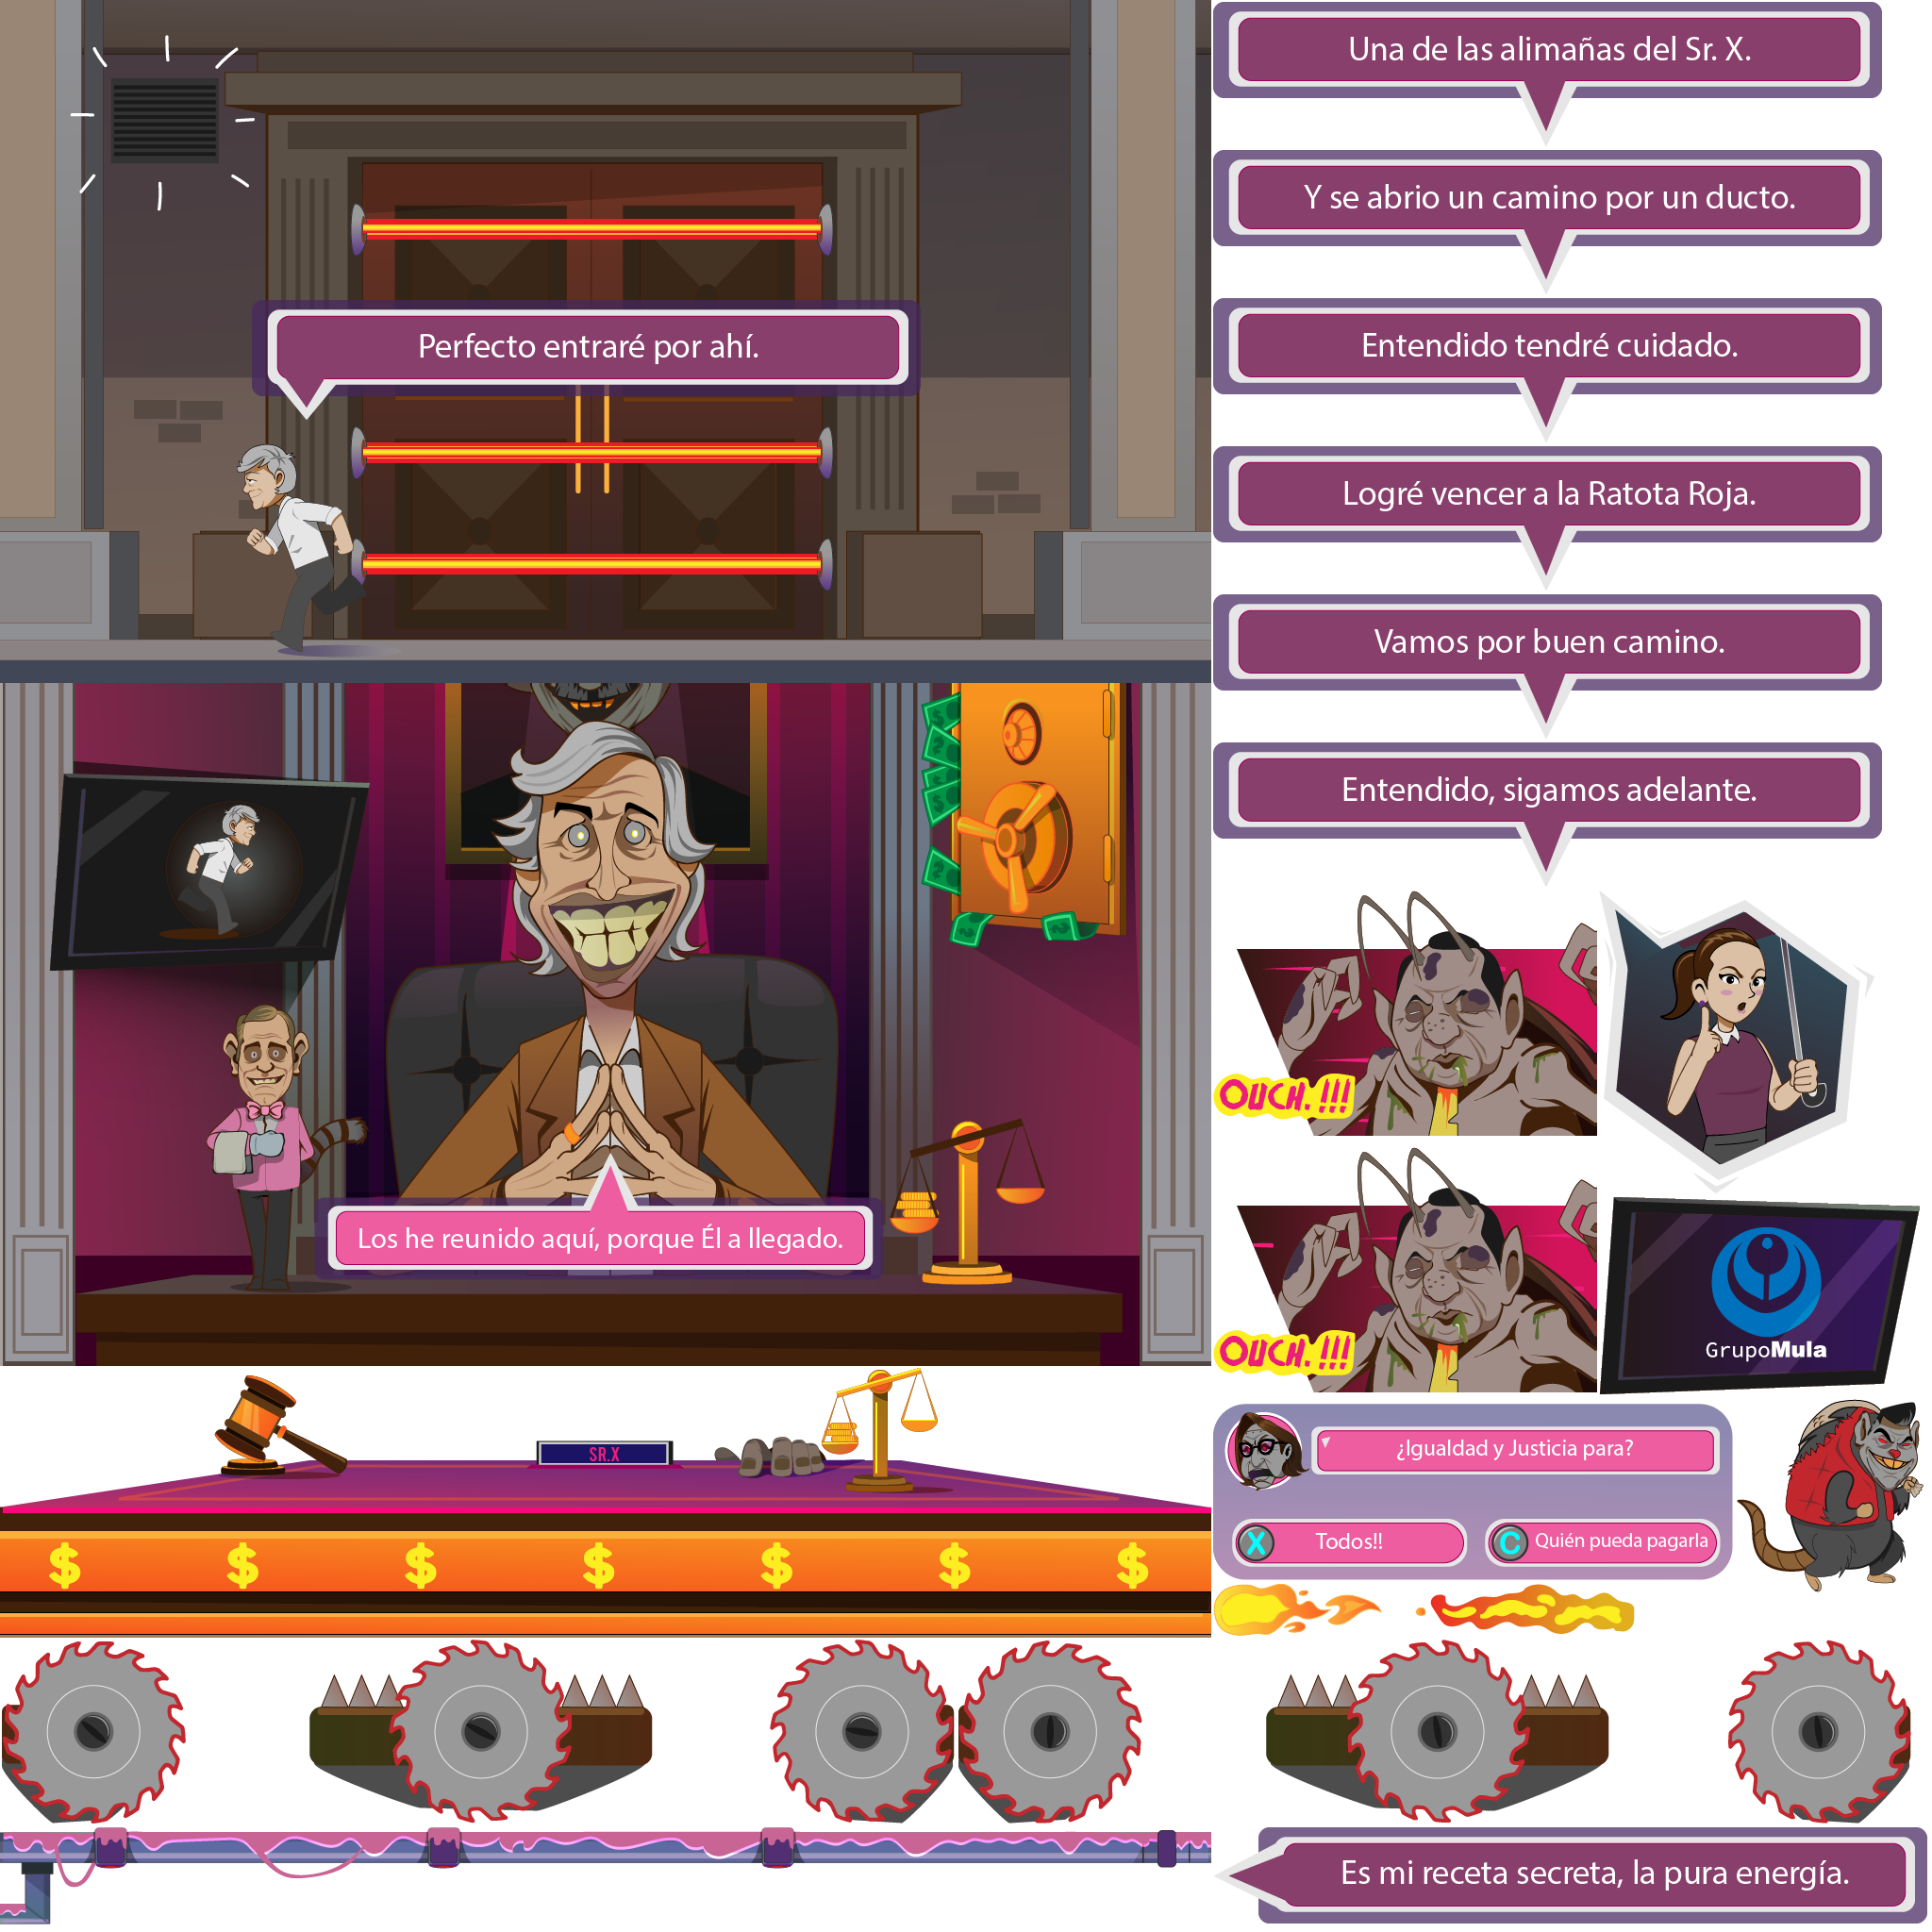 Una de las alimañas del Sr. X.
Y se abrio un camino por un ducto.
Perfecto entraré por ahí.
Entendido tendré cuidado.
Logré vencer a la Ratota Roja.
Vamos por buen camino.
Entendido, sigamos adelante.
OUCH. !!!
Los he reunido aquí, porque Él a llegado.
OUCH. !!!
GrupoMula
SR.X
¿Igualdad y Justicia para?
X Todos!!
C Quién pueda pagarla
$ $ $ $ $ $ $
Es mi receta secreta, la pura energía.